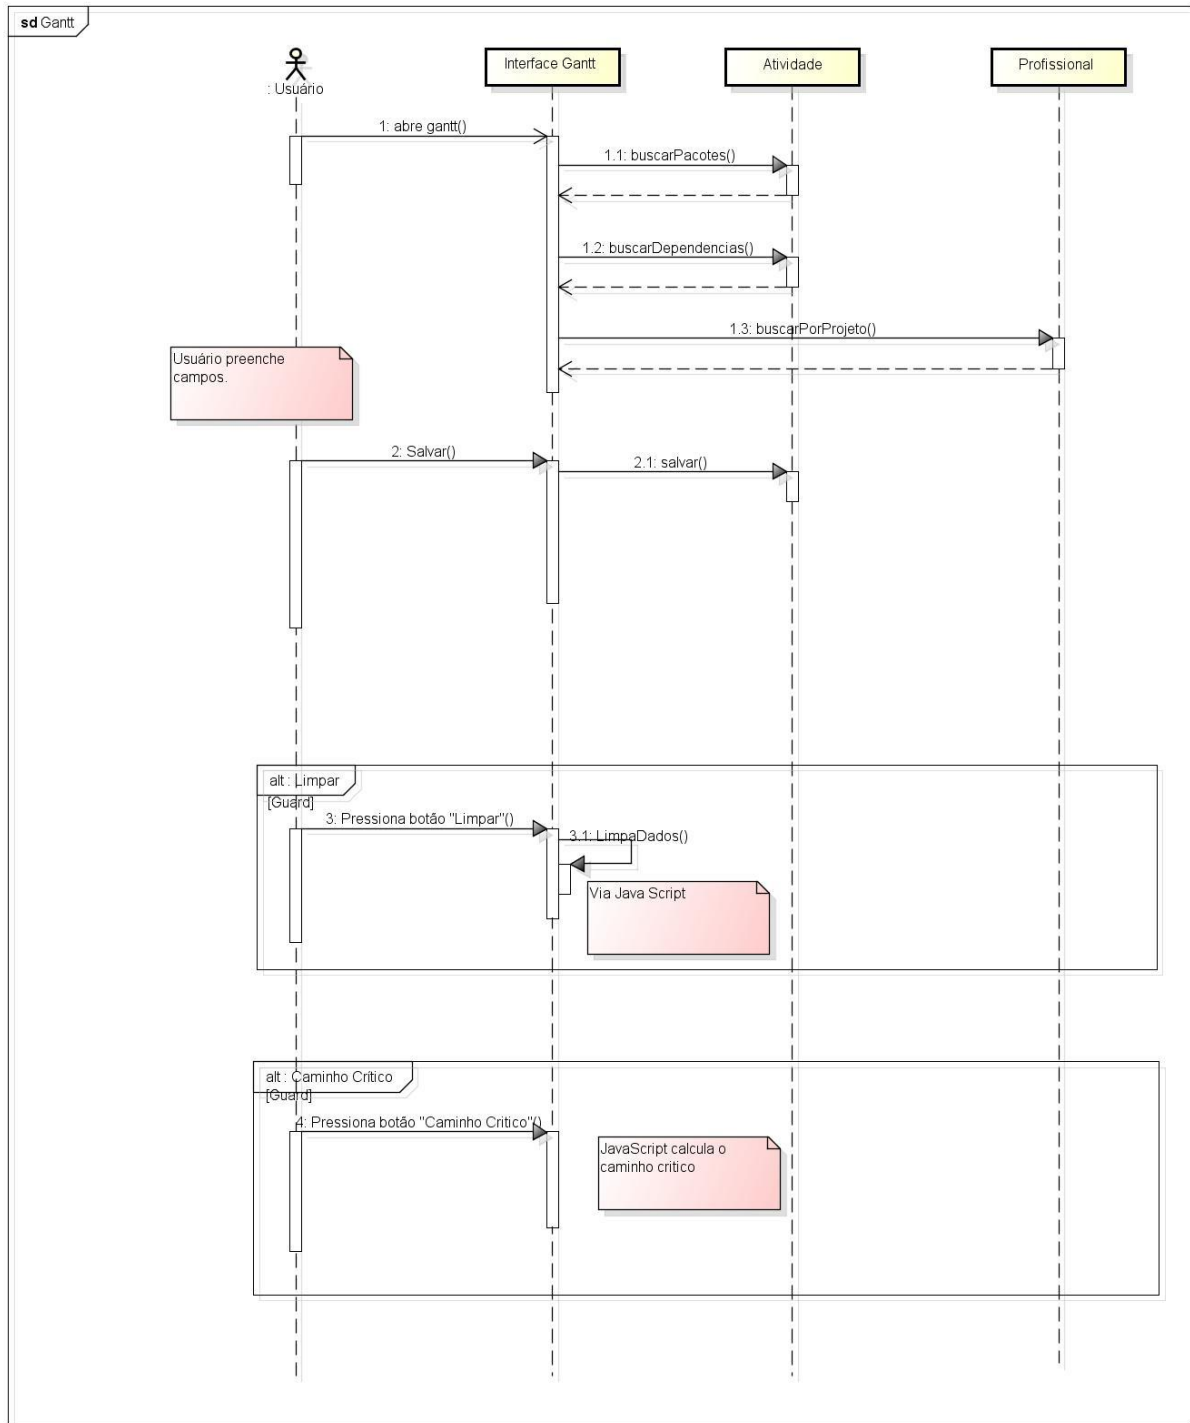 sd Gantt
: Usuário
Interface Gantt
Atividade
Profissional
1: abre gantt()
1.1: buscarPacotes()
1.2: buscarDependencias()
1.3: buscarPorProjeto()
Usuário preenche
campos.
2: Salvar()
2.1: salvar()
alt : Limpar
[Guard]
3: Pressiona botão "Limpar"()
3.1: LimpaDados()
Via Java Script
alt : Caminho Crítico
[Guard]
4: Pressiona botão "Caminho Critico"()
JavaScript calcula o
caminho critico